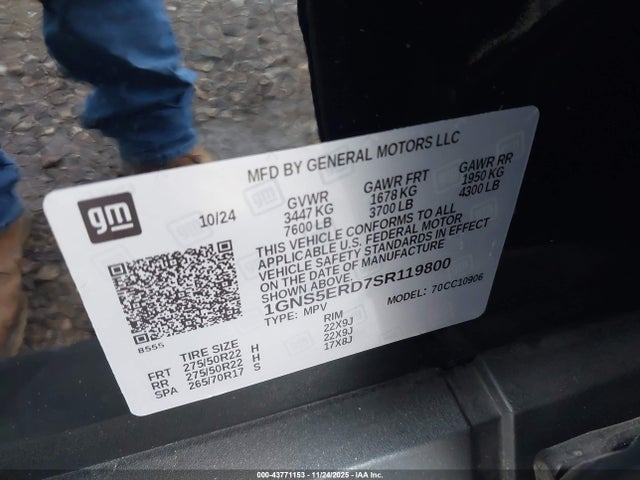 MFD BY GENERAL MOTORS LLC
gm
10/24
GVWR GAWR FRT GAWR RR
3447 KG 1678 KG 1950 KG
7600 LB 3700 LB 4300 LB
THIS VEHICLE CONFORMS TO ALL
APPLICABLE U.S. FEDERAL MOTOR
VEHICLE SAFETY STANDARDS IN EFFECT
ON THE DATE OF MANUFACTURE
SHOWN ABOVE.
1GNS5ERD7SR119800
TYPE: MPV MODEL: 70CC10906
B555
TIRE SIZE RIM
FRT 275/50R22 H 22X9J
RR 275/50R22 H 22X9J
SPA 265/70R17 S 17X8J
© 000-43771153 - 11/24/2025 - IAAI.COM